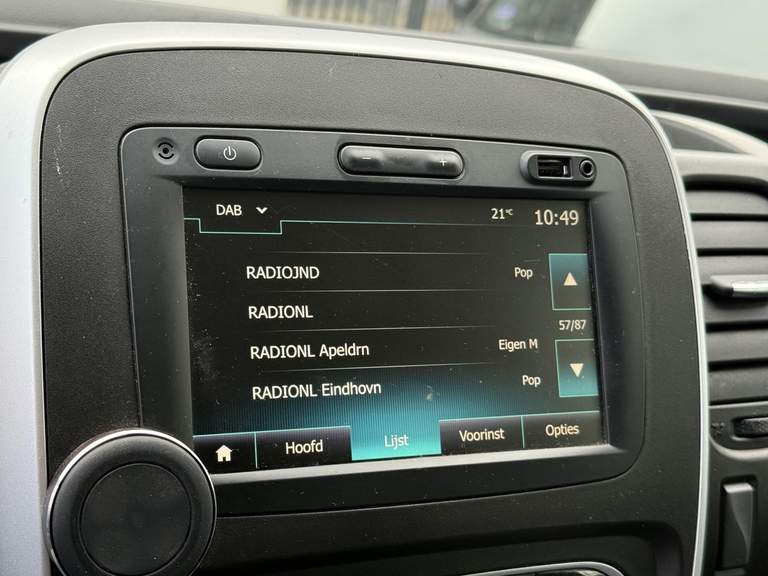 DAB 21°C 10:49
RADIOJND Pop
RADIONL
57/87
RADIONL Apeldrn Eigen M
RADIONL Eindhovn Pop
Hoofd Lijst Voorinst Opties